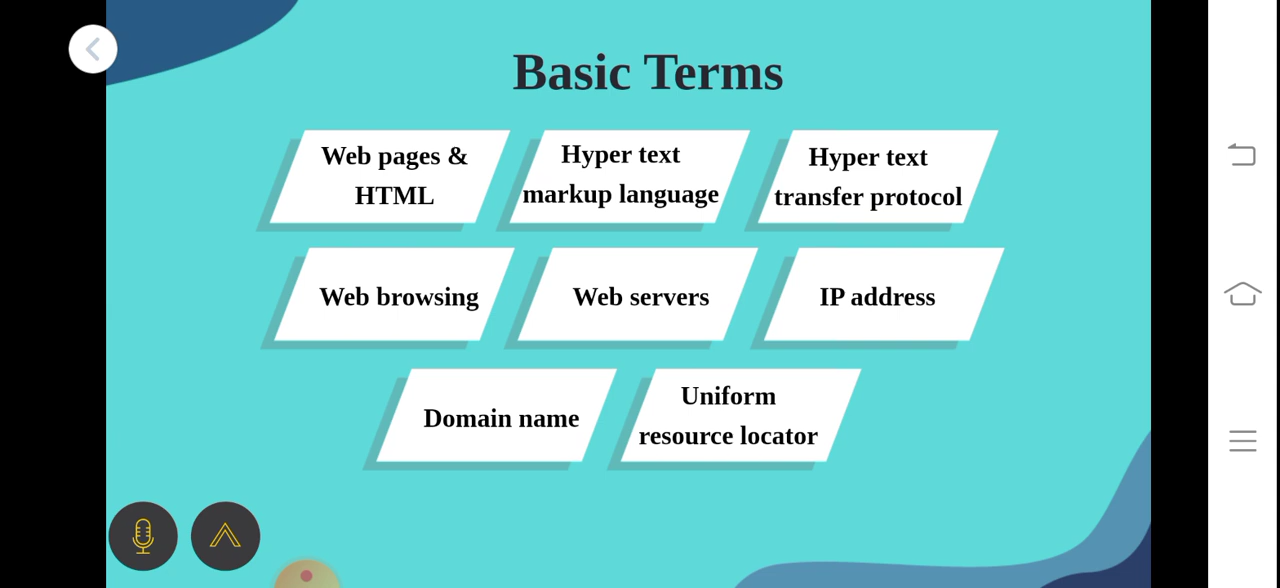 Basic Terms
Web pages &
HTML
Hyper text
markup language
Hyper text
transfer protocol
Web browsing
Web servers
IP address
Domain name
Uniform
resource locator